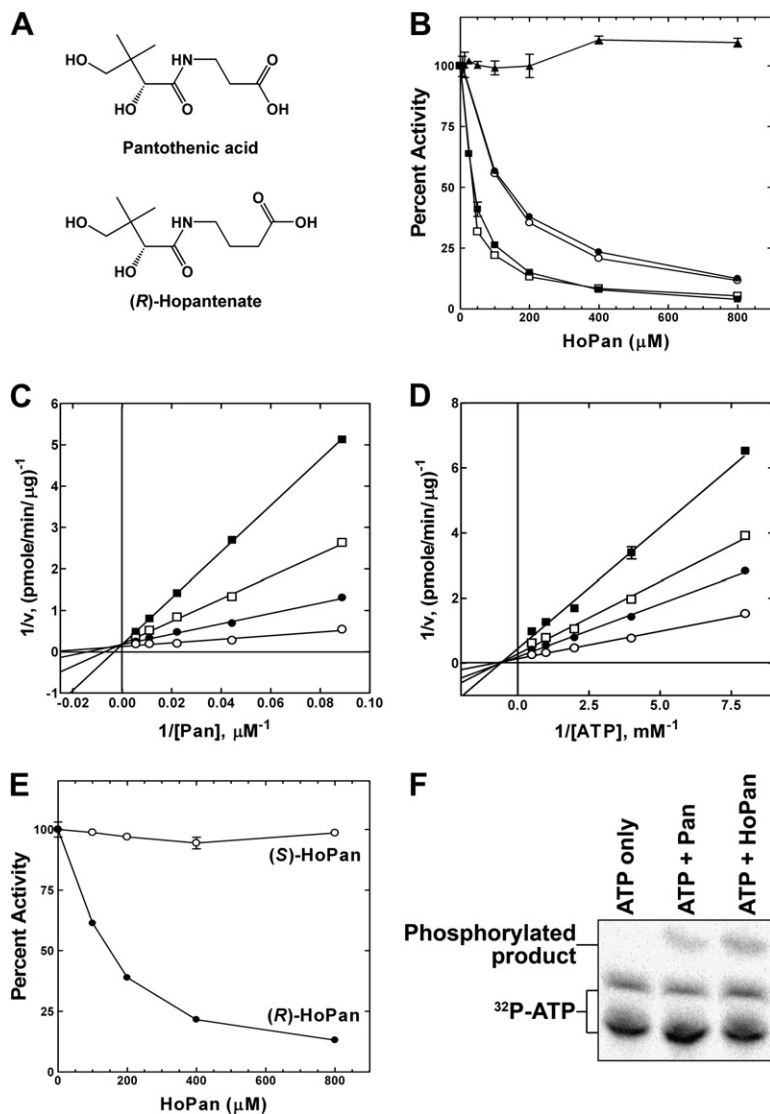 A
HO
HN
O
OH
HO
O
Pantothenic acid
HO
HN
O
OH
HO
O
(R)-Hopantenate
B
Percent Activity
100
75
50
25
0
0
200
400
600
800
HoPan (μM)
C
1/v, (pmole/min/μg)⁻¹
6
5
4
3
2
1
0
-1
-0.02
0.00
0.02
0.04
0.06
0.08
0.10
1/[Pan], μM⁻¹
D
1/v, (pmole/min/μg)⁻¹
8
6
4
2
0
0.0
2.5
5.0
7.5
1/[ATP], mM⁻¹
E
Percent Activity
100
75
50
25
0
(S)-HoPan
(R)-HoPan
0
200
400
600
800
HoPan (μM)
F
ATP only
ATP + Pan
ATP + HoPan
Phosphorylated
product
³²P-ATP